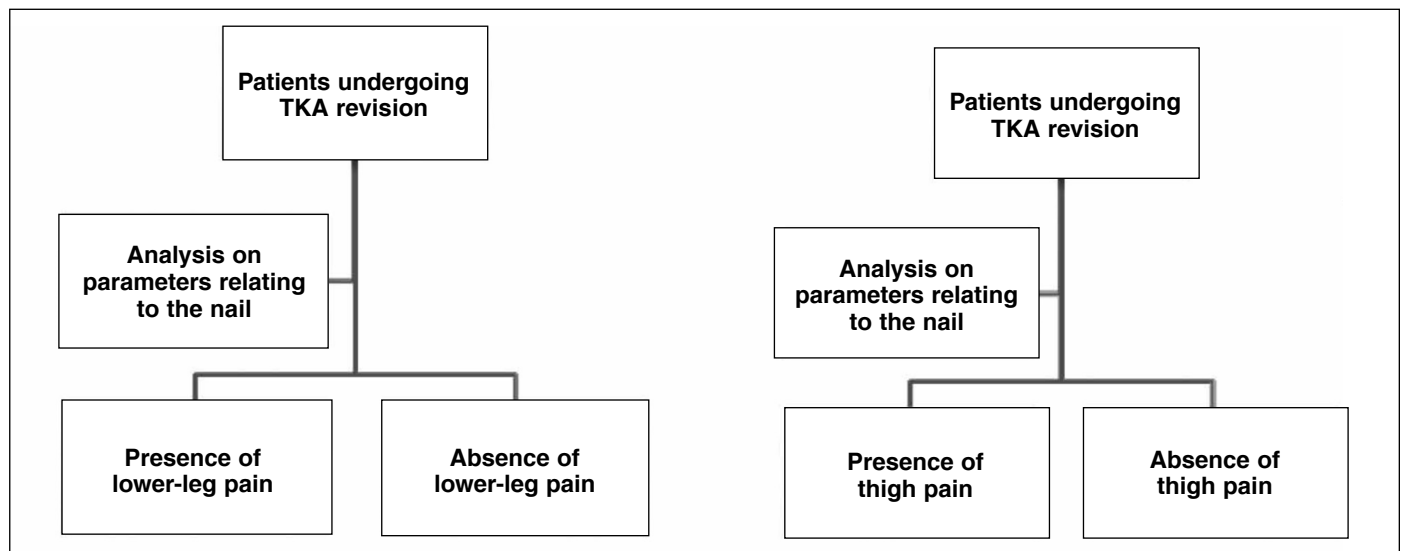 Patients undergoing
TKA revision
Analysis on
parameters relating
to the nail
Presence of
lower-leg pain
Absence of
lower-leg pain
Patients undergoing
TKA revision
Analysis on
parameters relating
to the nail
Presence of
thigh pain
Absence of
thigh pain